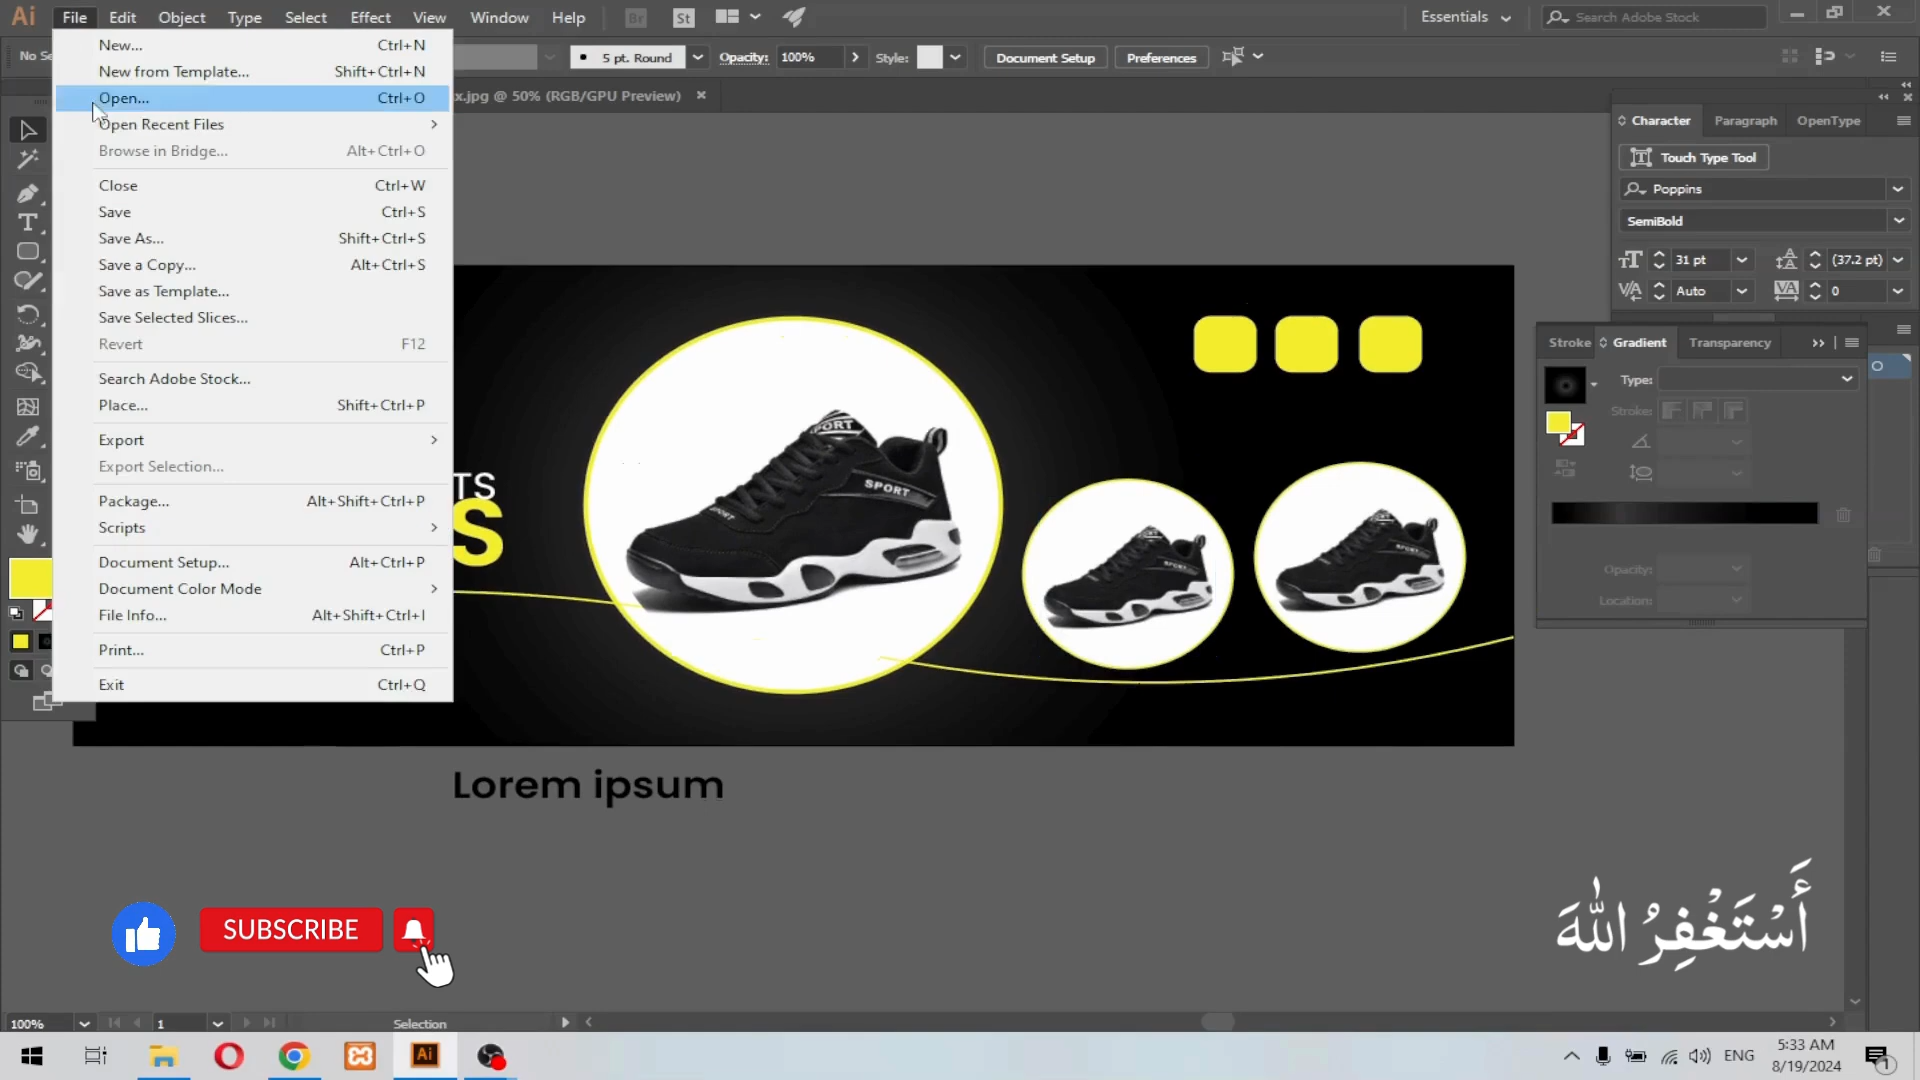 Ai File Edit Object Type Select Effect View Window Help Br St Essentials Search Adobe Stock
5 pt. Round Opacity: 100% Style: Document Setup Preferences
x.jpg @ 50% (RGB/GPU Preview)
New... Ctrl+N
New from Template... Shift+Ctrl+N
Open... Ctrl+O
Open Recent Files
Browse in Bridge... Alt+Ctrl+O
Close Ctrl+W
Save Ctrl+S
Save As... Shift+Ctrl+S
Save a Copy... Alt+Ctrl+S
Save as Template...
Save Selected Slices...
Revert F12
Search Adobe Stock...
Place... Shift+Ctrl+P
Export
Export Selection...
Package... Alt+Shift+Ctrl+P
Scripts
Document Setup... Alt+Ctrl+P
Document Color Mode
File Info... Alt+Shift+Ctrl+I
Print... Ctrl+P
Exit Ctrl+Q
TS
S
SPORT
SPORT
Character Paragraph OpenType
Touch Type Tool
Poppins
SemiBold
31 pt (37.2 pt)
Auto 0
Stroke Gradient Transparency
Type:
Stroke:
Opacity:
Location:
Lorem ipsum
SUBSCRIBE
أَسْتَغْفِرُ اللهَ
100% 1 Selection
Ai ENG 5:33 AM
8/19/2024
1